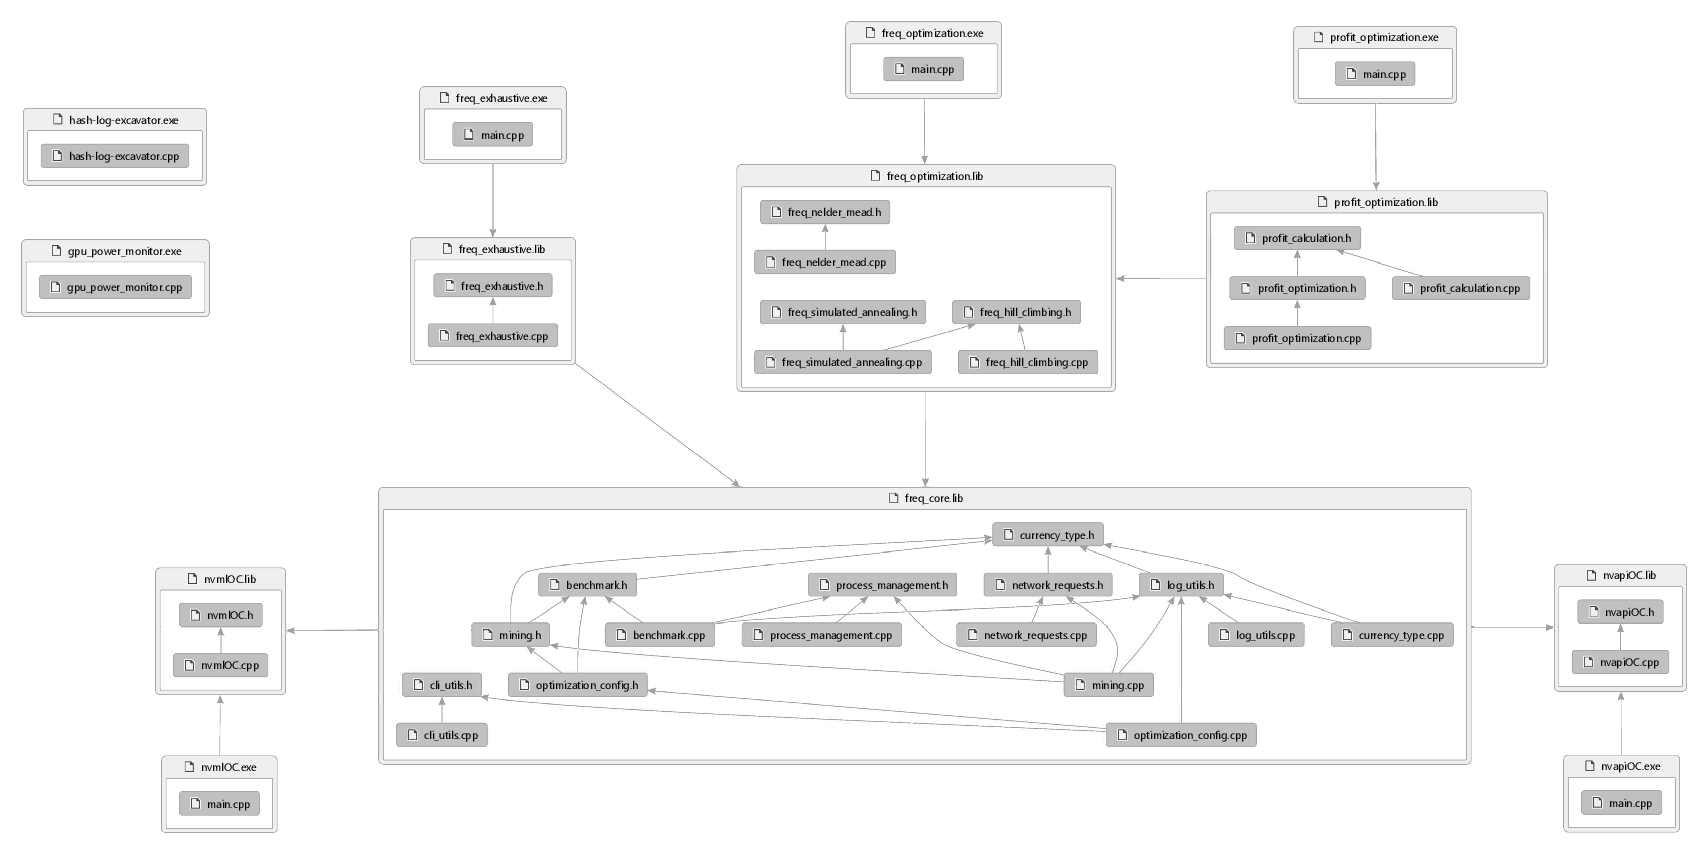 freq_optimization.exe
main.cpp
profit_optimization.exe
main.cpp
freq_exhaustive.exe
main.cpp
hash-log-excavator.exe
hash-log-excavator.cpp
freq_optimization.lib
freq_nelder_mead.h
freq_nelder_mead.cpp
freq_simulated_annealing.h
freq_hill_climbing.h
freq_simulated_annealing.cpp
freq_hill_climbing.cpp
profit_optimization.lib
profit_calculation.h
profit_optimization.h
profit_calculation.cpp
profit_optimization.cpp
gpu_power_monitor.exe
gpu_power_monitor.cpp
freq_exhaustive.lib
freq_exhaustive.h
freq_exhaustive.cpp
freq_core.lib
currency_type.h
benchmark.h
process_management.h
network_requests.h
log_utils.h
mining.h
benchmark.cpp
process_management.cpp
network_requests.cpp
log_utils.cpp
currency_type.cpp
cli_utils.h
optimization_config.h
mining.cpp
cli_utils.cpp
optimization_config.cpp
nvmlOC.lib
nvmlOC.h
nvmlOC.cpp
nvapiOC.lib
nvapiOC.h
nvapiOC.cpp
nvmlOC.exe
main.cpp
nvapiOC.exe
main.cpp